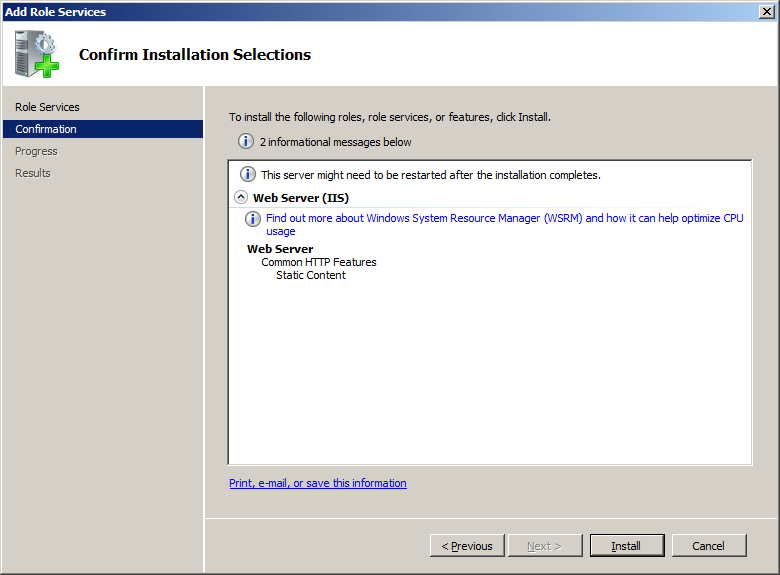 Add Role Services
Confirm Installation Selections
Role Services
Confirmation
Progress
Results
To install the following roles, role services, or features, click Install.
2 informational messages below
This server might need to be restarted after the installation completes.
Web Server (IIS)
Find out more about Windows System Resource Manager (WSRM) and how it can help optimize CPU
usage
Web Server
Common HTTP Features
Static Content
Print, e-mail, or save this information
< Previous
Next >
Install
Cancel